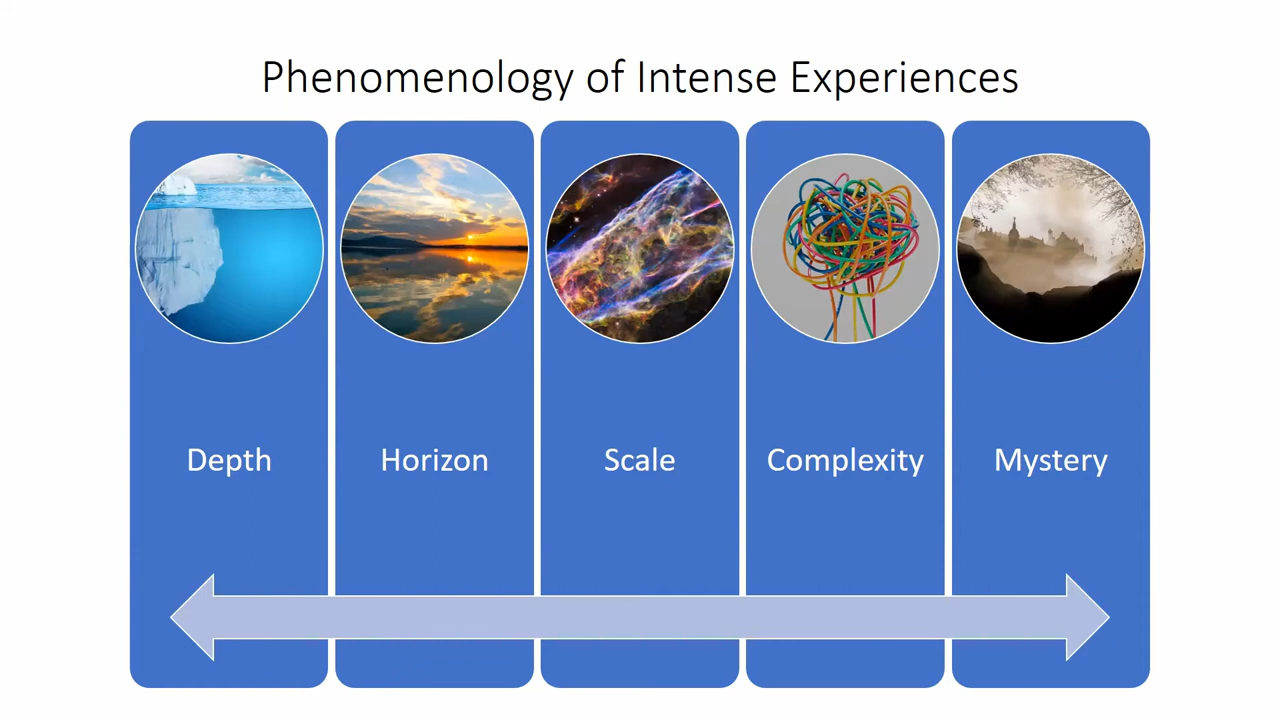 Phenomenology of Intense Experiences
Depth
Horizon
Scale
Complexity
Mystery